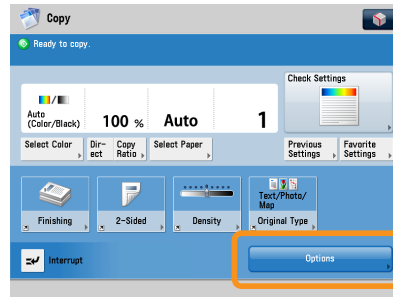 Copy
Ready to copy.
Check Settings
Auto
(Color/Black)
100 %
Auto
1
Select Color
Dir-
ect
Copy
Ratio
Select Paper
Previous
Settings
Favorite
Settings
Text/Photo/
Map
Finishing
2-Sided
Density
Original Type
Interrupt
Options